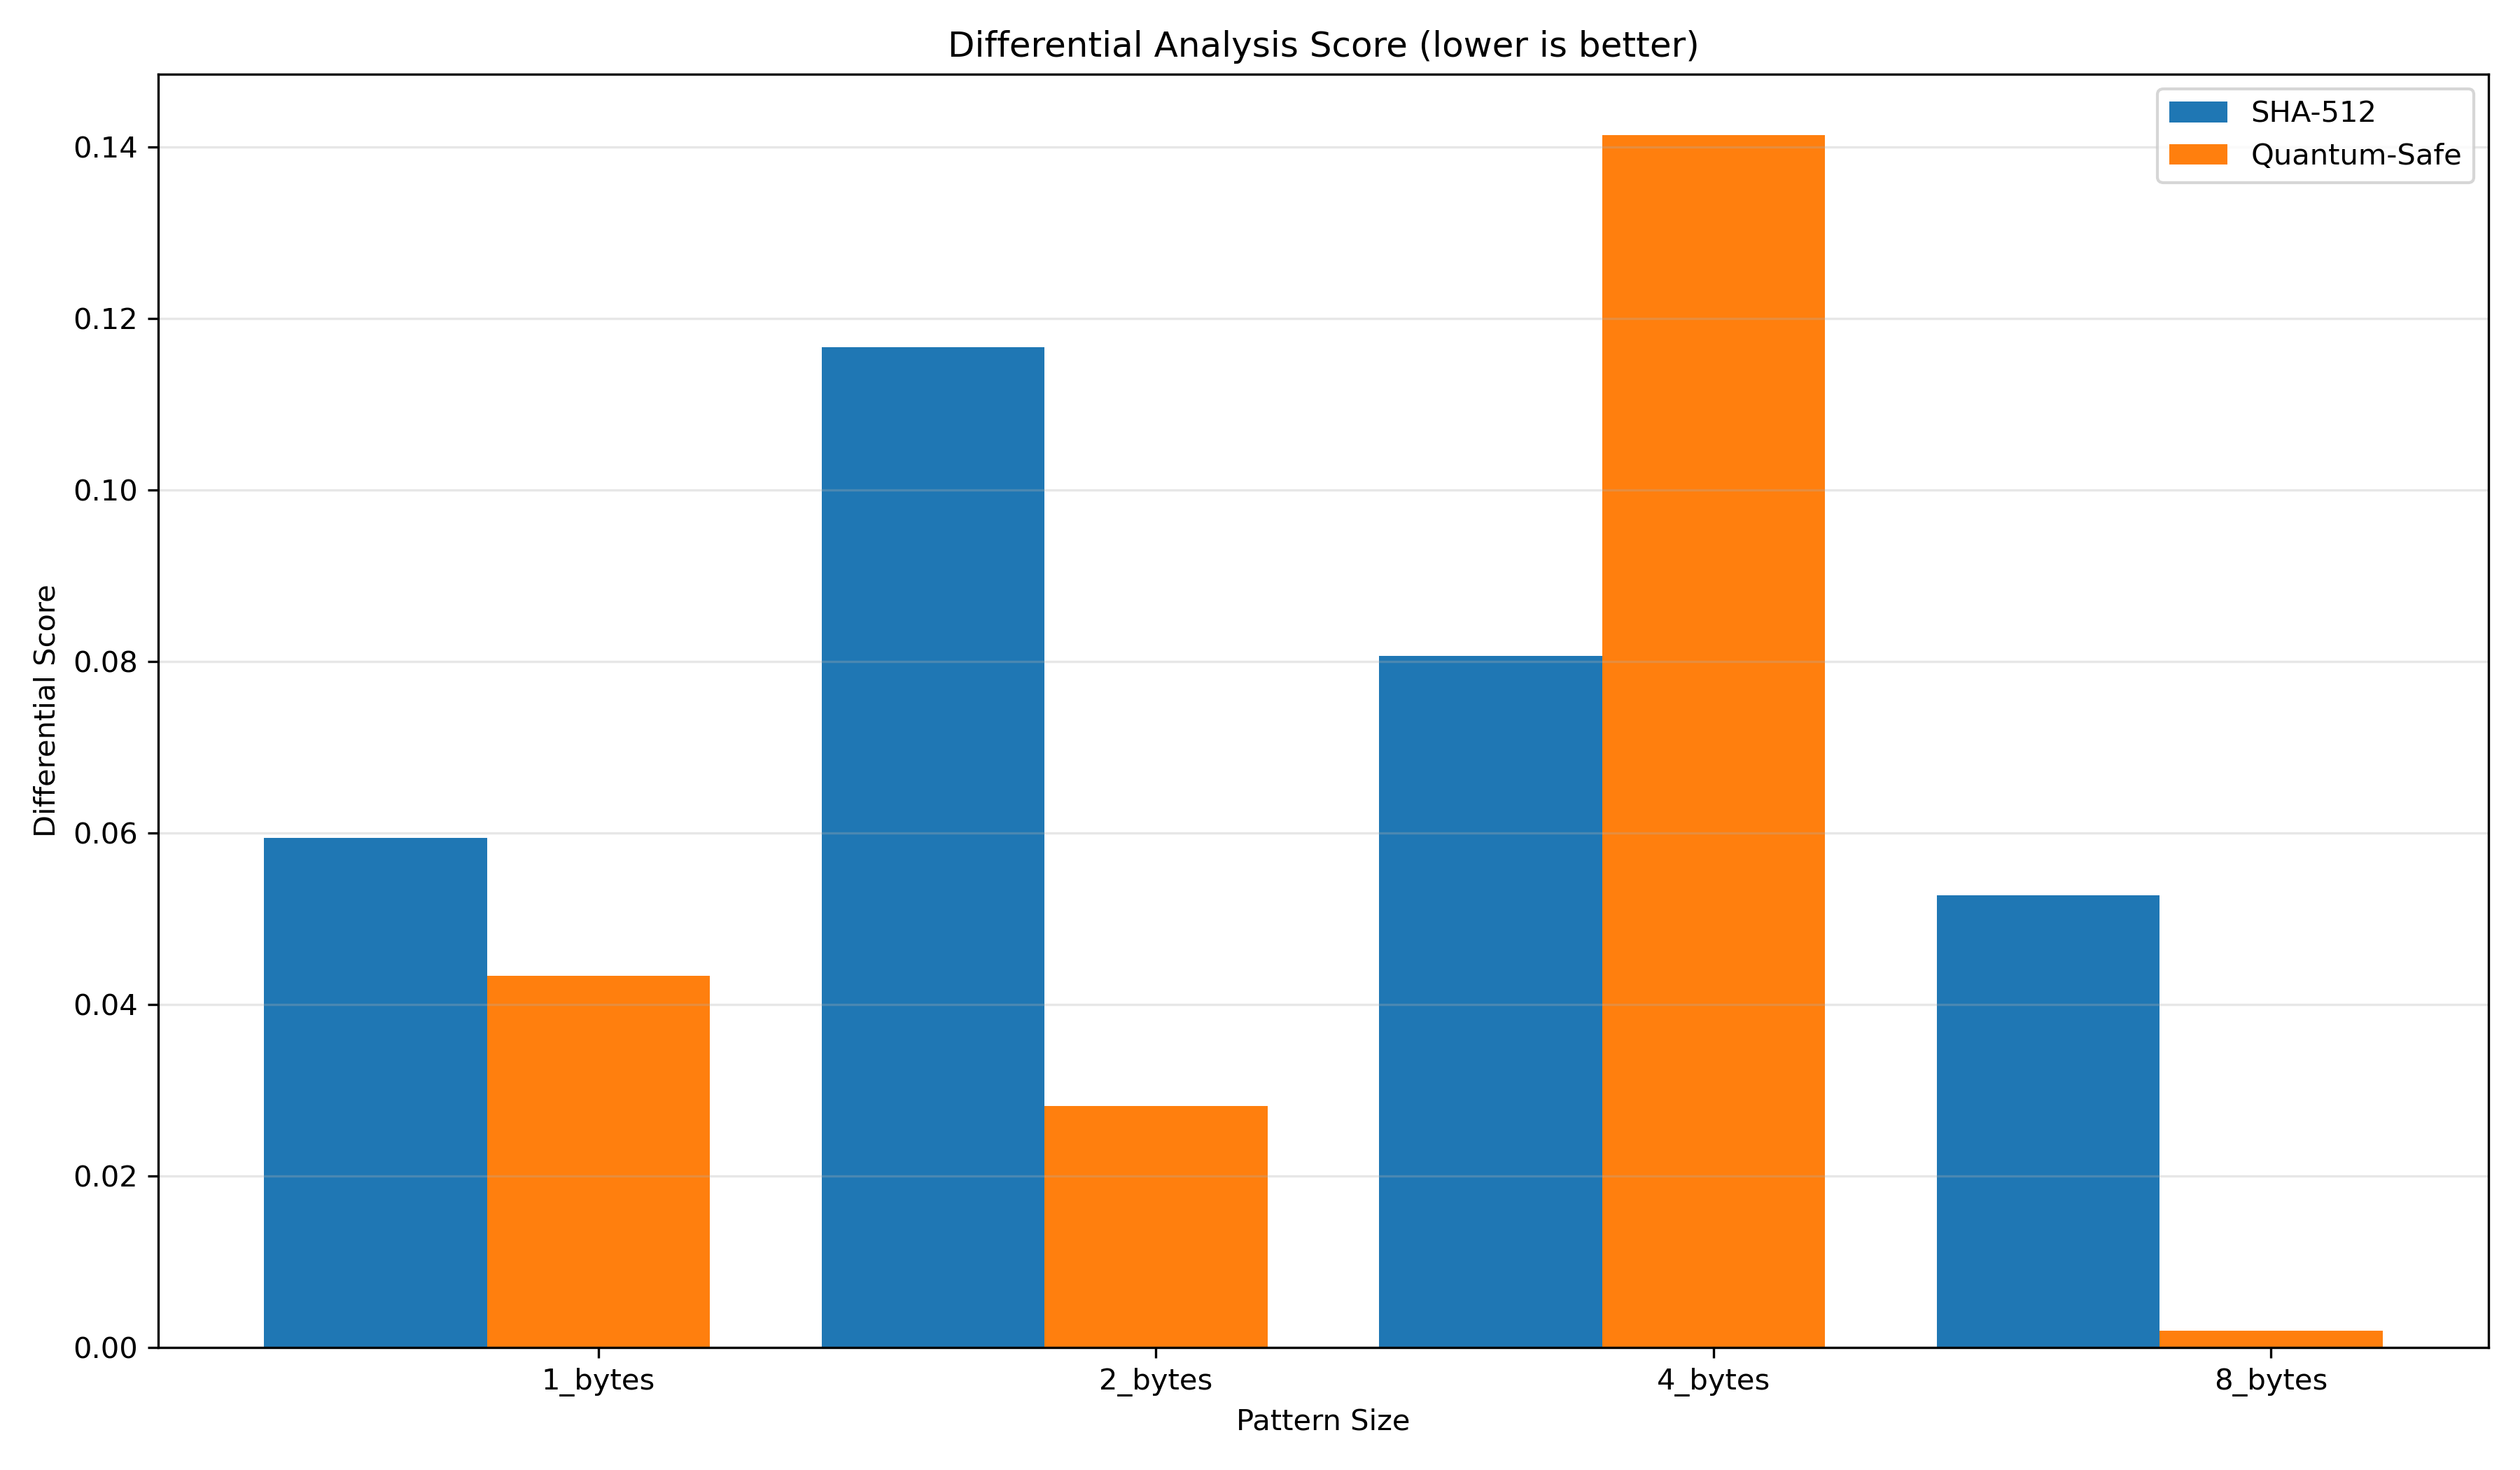 Differential Analysis Score (lower is better)
SHA-512
Quantum-Safe
Differential Score
0.14
0.12
0.10
0.08
0.06
0.04
0.02
0.00
1_bytes 2_bytes 4_bytes 8_bytes
Pattern Size